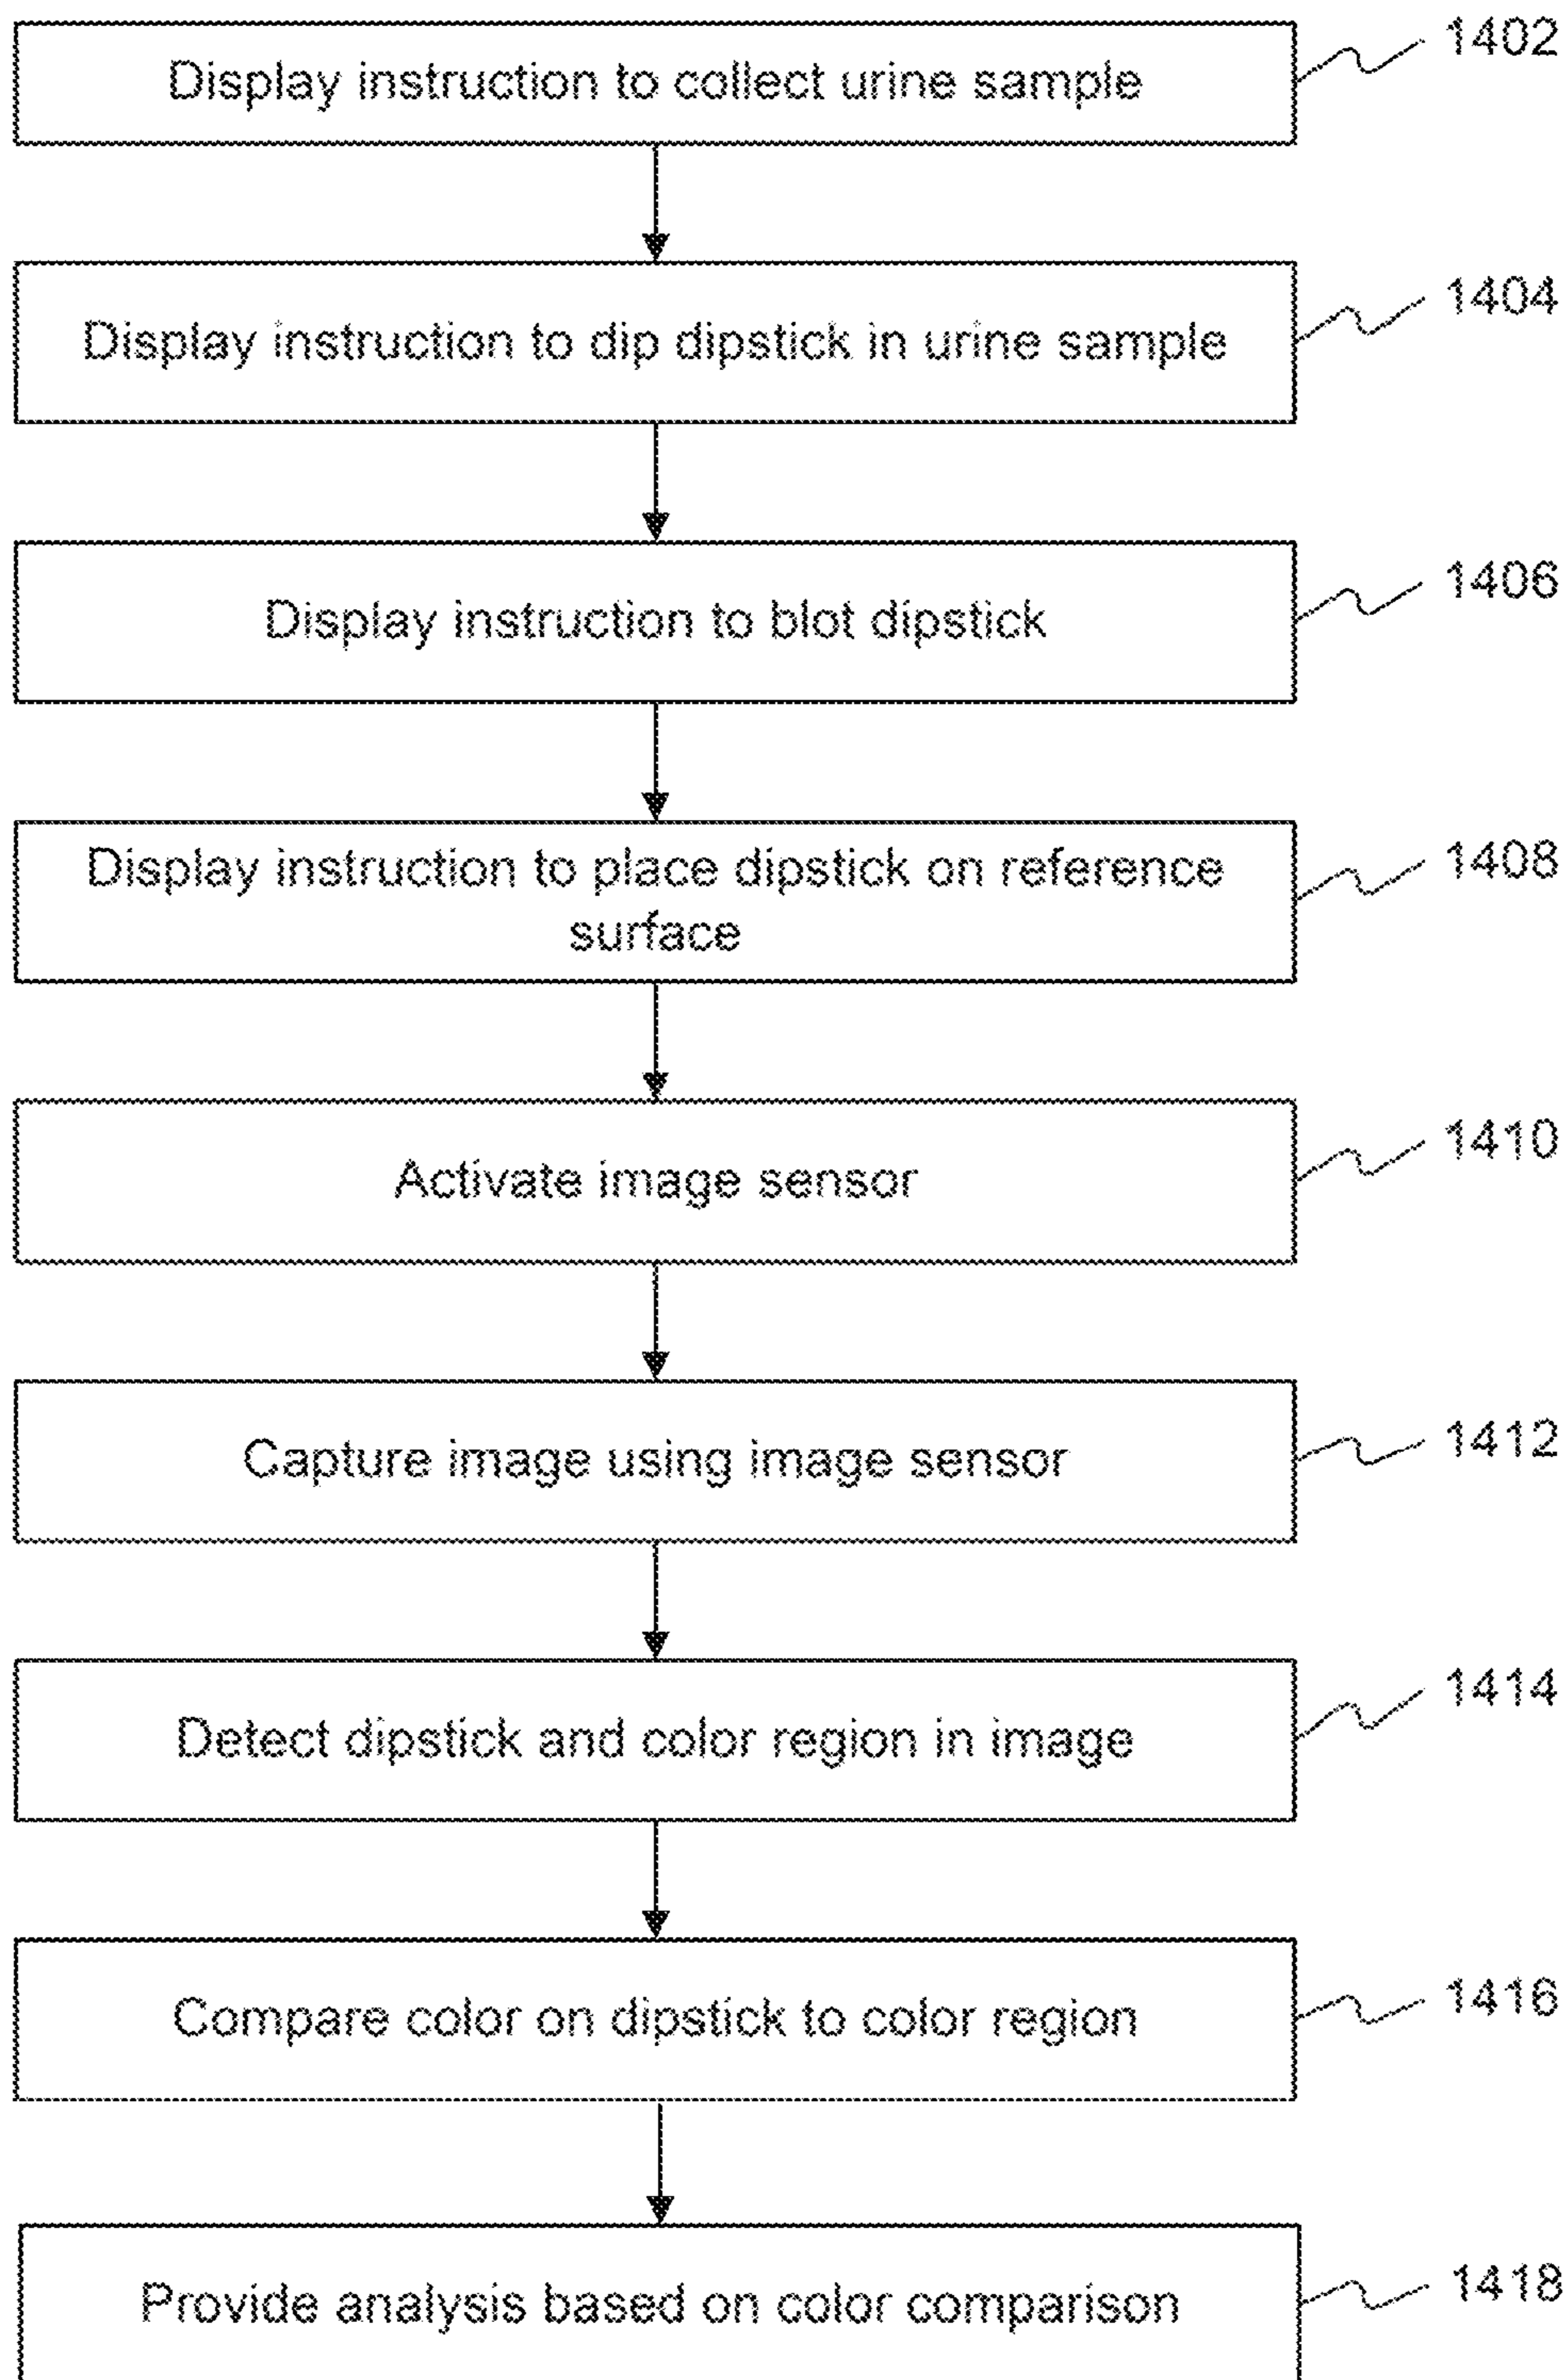 Display instruction to collect urine sample
1402
Display instruction to dip dipstick in urine sample
1404
Display instruction to blot dipstick
1406
Display instruction to place dipstick on reference
surface
1408
Activate image sensor
1410
Capture image using image sensor
1412
Detect dipstick and color region in image
1414
Compare color on dipstick to color region
1416
Provide analysis based on color comparison
1418